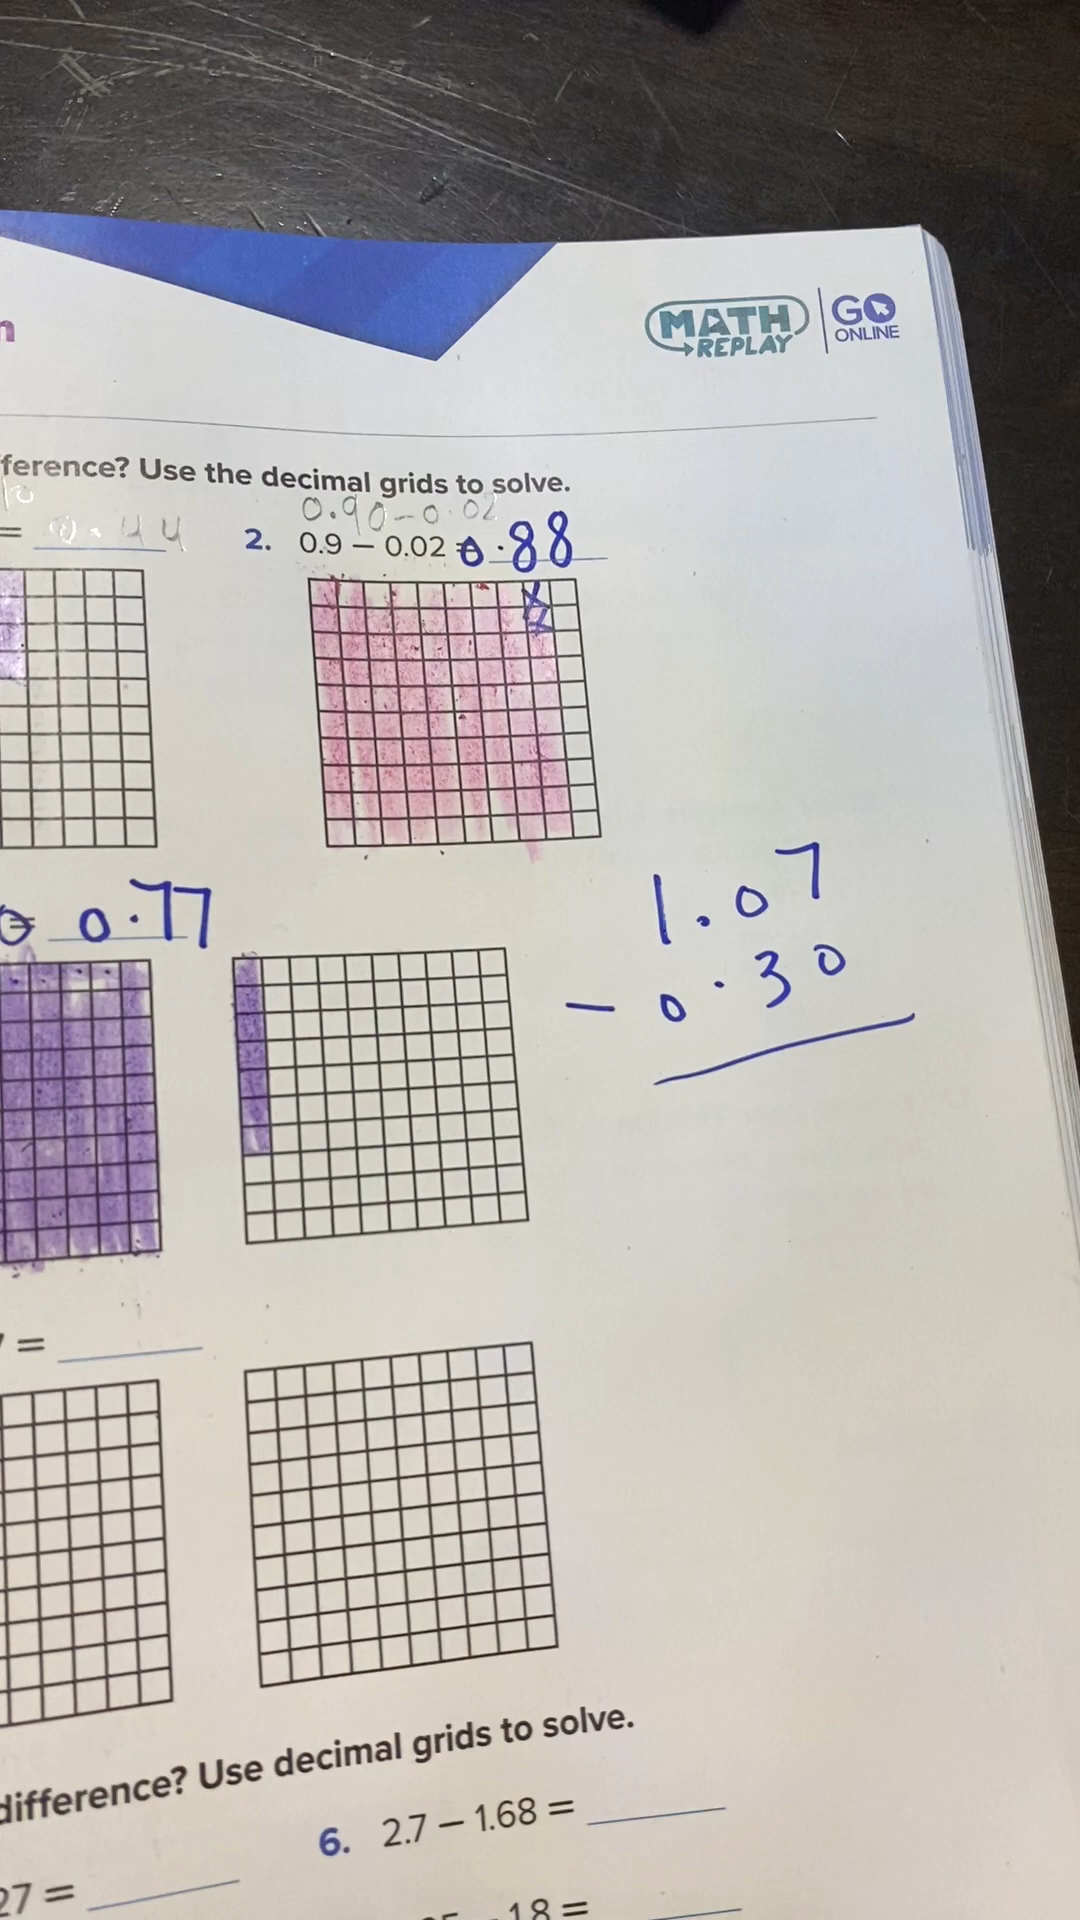 n
MATH
REPLAY
GO
ONLINE
ference? Use the decimal grids to solve.
0.90-0.02
= 0.44
2. 0.9 – 0.02 = 0.88
= 0.77
1.07
- 0.30
=
difference? Use decimal grids to solve.
6. 2.7 – 1.68 =
27 =
18 =